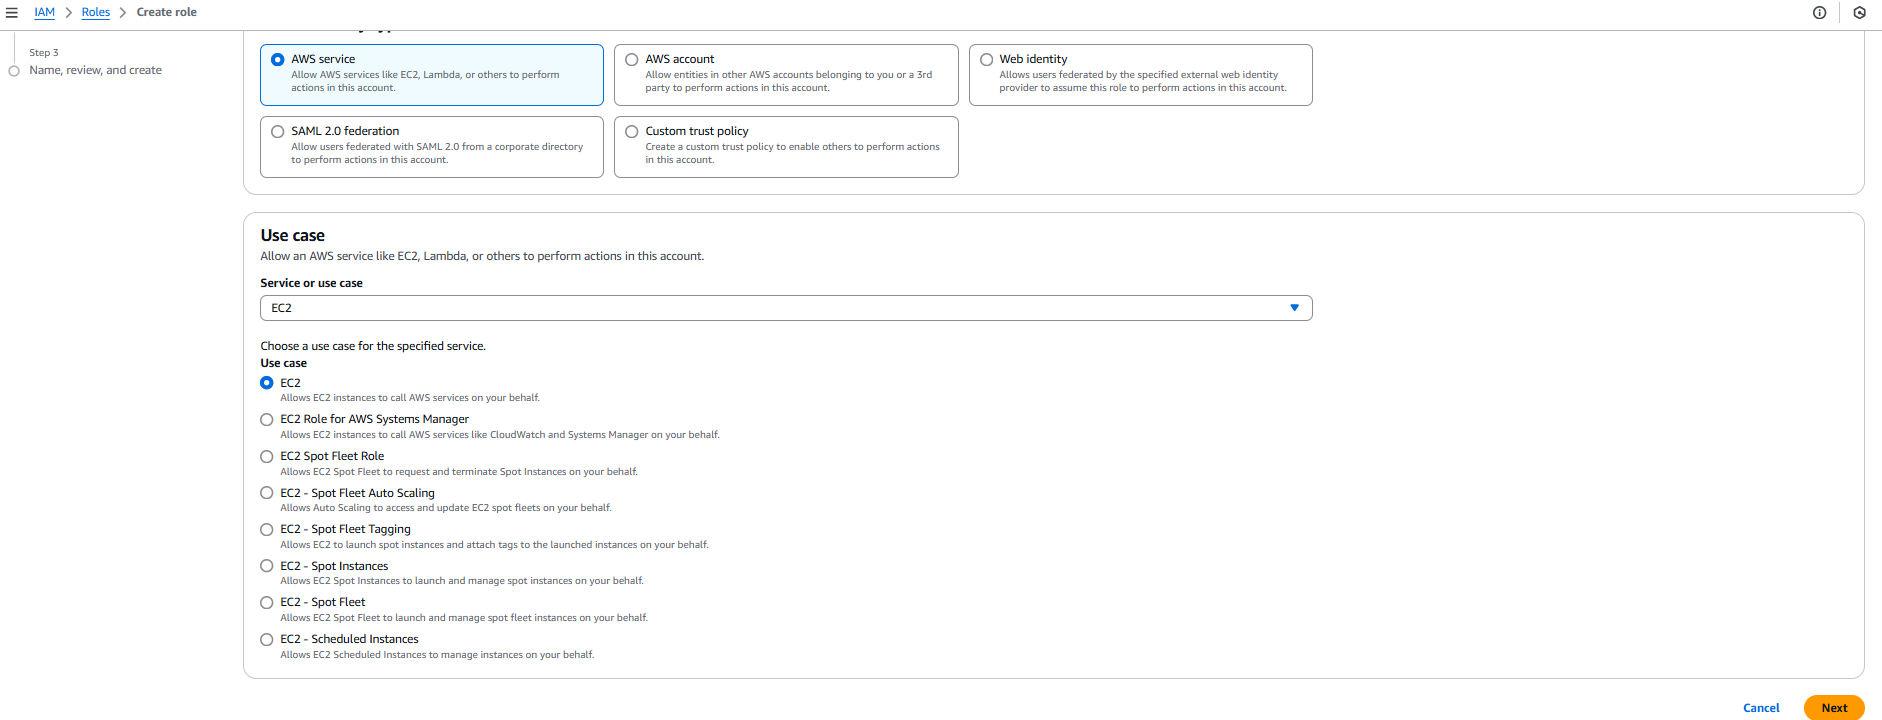 IAM > Roles > Create role
Step 3
Name, review, and create
AWS service
Allow AWS services like EC2, Lambda, or others to perform
actions in this account.
AWS account
Allow entities in other AWS accounts belonging to you or a 3rd
party to perform actions in this account.
Web identity
Allows users federated by the specified external web identity
provider to assume this role to perform actions in this account.
SAML 2.0 federation
Allow users federated with SAML 2.0 from a corporate directory
to perform actions in this account.
Custom trust policy
Create a custom trust policy to enable others to perform actions
in this account.
Use case
Allow an AWS service like EC2, Lambda, or others to perform actions in this account.
Service or use case
EC2
Choose a use case for the specified service.
Use case
EC2
Allows EC2 instances to call AWS services on your behalf.
EC2 Role for AWS Systems Manager
Allows EC2 instances to call AWS services like CloudWatch and Systems Manager on your behalf.
EC2 Spot Fleet Role
Allows EC2 Spot Fleet to request and terminate Spot Instances on your behalf.
EC2 - Spot Fleet Auto Scaling
Allows Auto Scaling to access and update EC2 spot fleets on your behalf.
EC2 - Spot Fleet Tagging
Allows EC2 to launch spot instances and attach tags to the launched instances on your behalf.
EC2 - Spot Instances
Allows EC2 Spot Instances to launch and manage spot instances on your behalf.
EC2 - Spot Fleet
Allows EC2 Spot Fleet to launch and manage spot fleet instances on your behalf.
EC2 - Scheduled Instances
Allows EC2 Scheduled Instances to manage instances on your behalf.
Cancel
Next